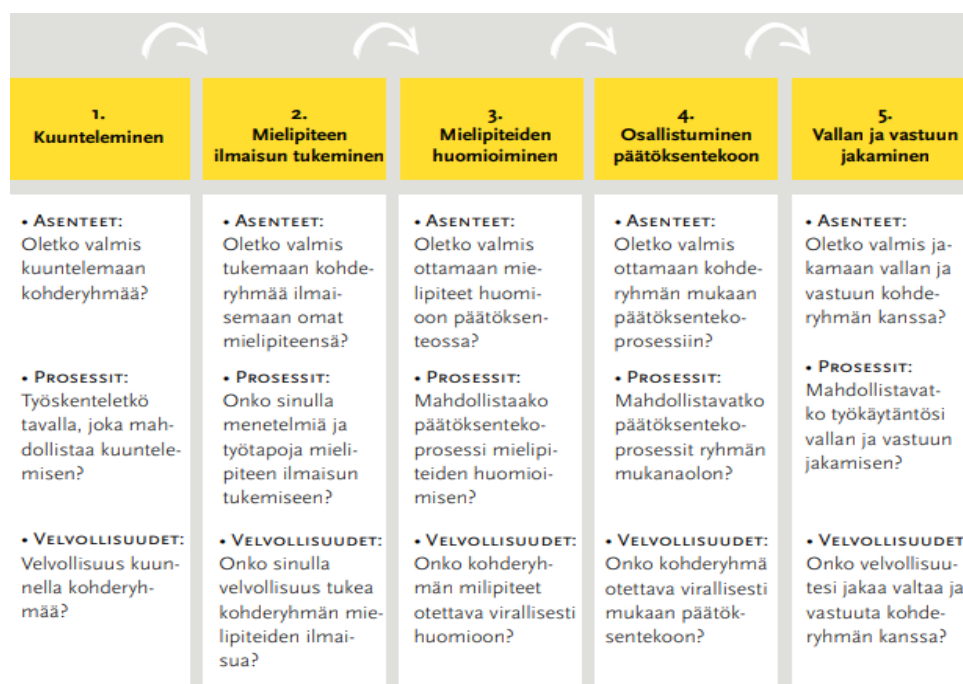 1.
Kuunteleminen
• Asenteet:
Oletko valmis
kuuntelemaan
kohderyhmää?
• Prosessit:
Työskenteletkö
tavalla, joka mah-
dollistaa kuuntele-
misen?
• Velvollisuudet:
Velvollisuus kuun-
nella kohderyh-
mää?
2.
Mielipiteen
ilmaisun tukeminen
• Asenteet:
Oletko valmis
tukemaan kohde-
ryhmää ilmai-
semaan omat
mielipiteensä?
• Prosessit:
Onko sinulla
menetelmiä ja
työtapoja mieli-
piteen ilmaisun
tukemiseen?
• Velvollisuudet:
Onko sinulla
velvollisuus tukea
kohderyhmän mie-
lipiteiden ilmai-
sua?
3.
Mielipiteiden
huomioiminen
• Asenteet:
Oletko valmis
ottamaan mie-
lipiteet huomi-
oon päätöksen-
teossa?
• Prosessit:
Mahdollistaako
päätöksenteko-
prosessi mielipi-
teiden huomioi-
misen?
• Velvollisuudet:
Onko kohderyh-
män milipiteet
otettava virallisesti
huomioon?
4.
Osallistuminen
päätöksentekoon
• Asenteet:
Oletko valmis
ottamaan kohde-
ryhmän mukaan
päätöksenteko-
prosessiin?
• Prosessit:
Mahdollistavatko
päätöksenteko-
prosessit ryhmän
mukanaolon?
• Velvollisuudet:
Onko kohderyhmä
otettava virallisesti
mukaan päätök-
sentekoon?
5.
Vallan ja vastuun
jakaminen
• Asenteet:
Oletko valmis ja-
kamaan vallan ja
vastuun kohde-
ryhmän kanssa?
• Prosessit:
Mahdollistavat-
ko työkäytäntösi
vallan ja vastuun
jakamisen?
• Velvollisuudet
Onko velvollisuu-
tesi jakaa valtaa ja
vastuuta kohde-
ryhmän kanssa?